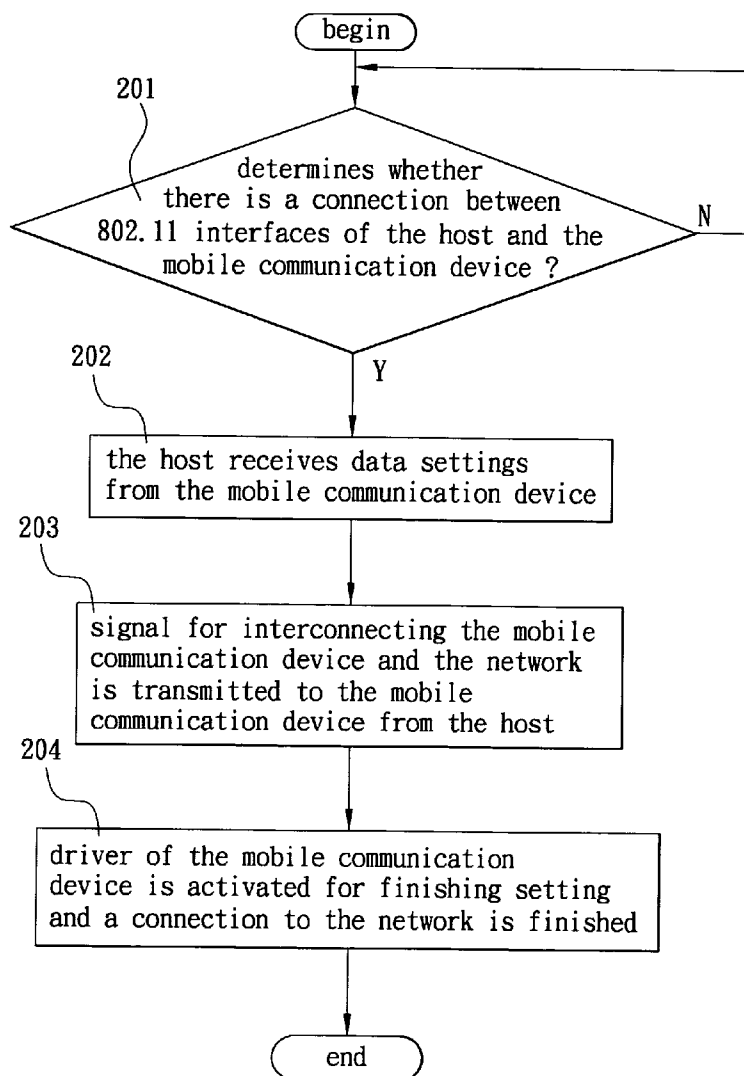 begin
201
determines whether
there is a connection between
802.11 interfaces of the host and the
mobile communication device ?
N
Y
202
the host receives data settings
from the mobile communication device
203
signal for interconnecting the mobile
communication device and the network
is transmitted to the mobile
communication device from the host
204
driver of the mobile communication
device is activated for finishing setting
and a connection to the network is finished
end